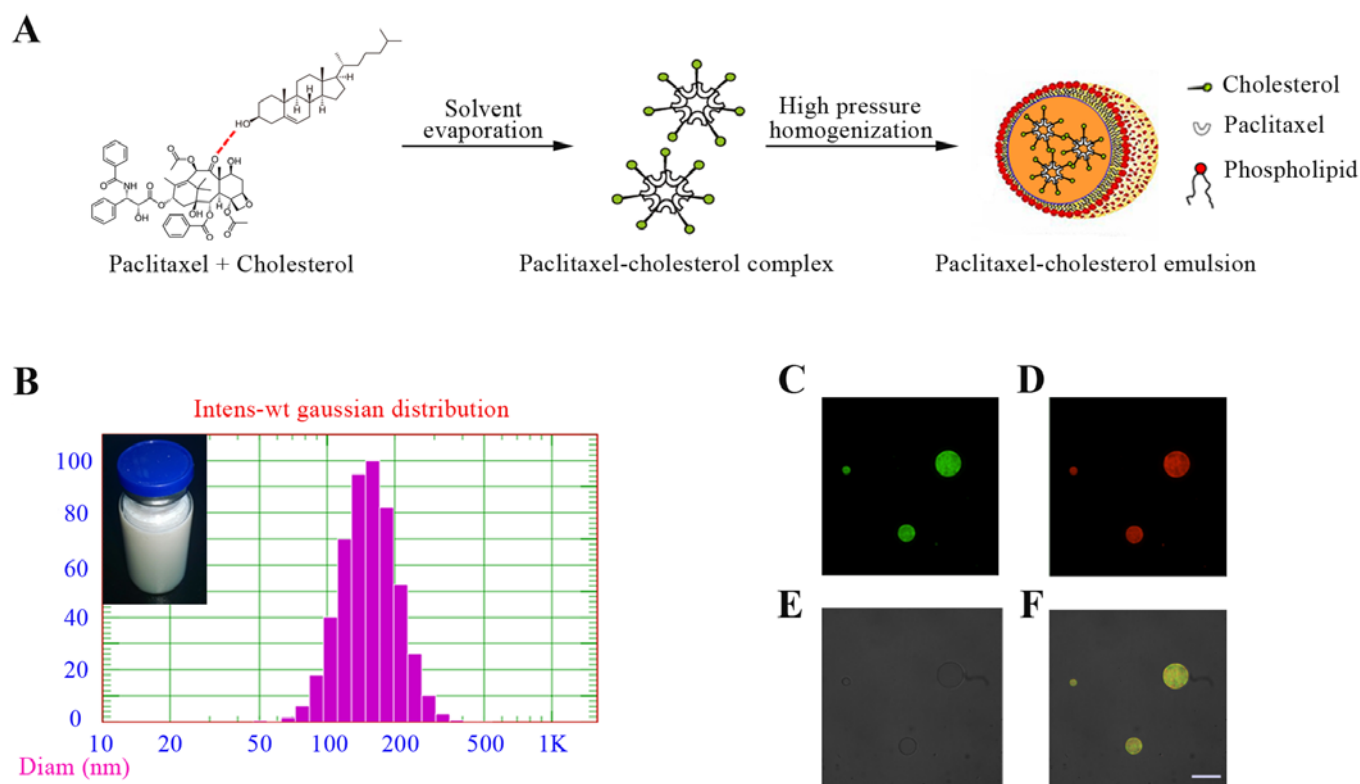 A
Solvent
evaporation
High pressure
homogenization
Cholesterol
Paclitaxel
Phospholipid
HO
H
H
H
H
O
O
O
OH
O
NH
O
O
OH
O
HO
H
O
O
O
O
O
O
Paclitaxel + Cholesterol
Paclitaxel-cholesterol complex
Paclitaxel-cholesterol emulsion
B
Intens-wt gaussian distribution
100
80
60
40
20
0
10 20 50 100 200 500 1K
Diam (nm)
C
D
E
F